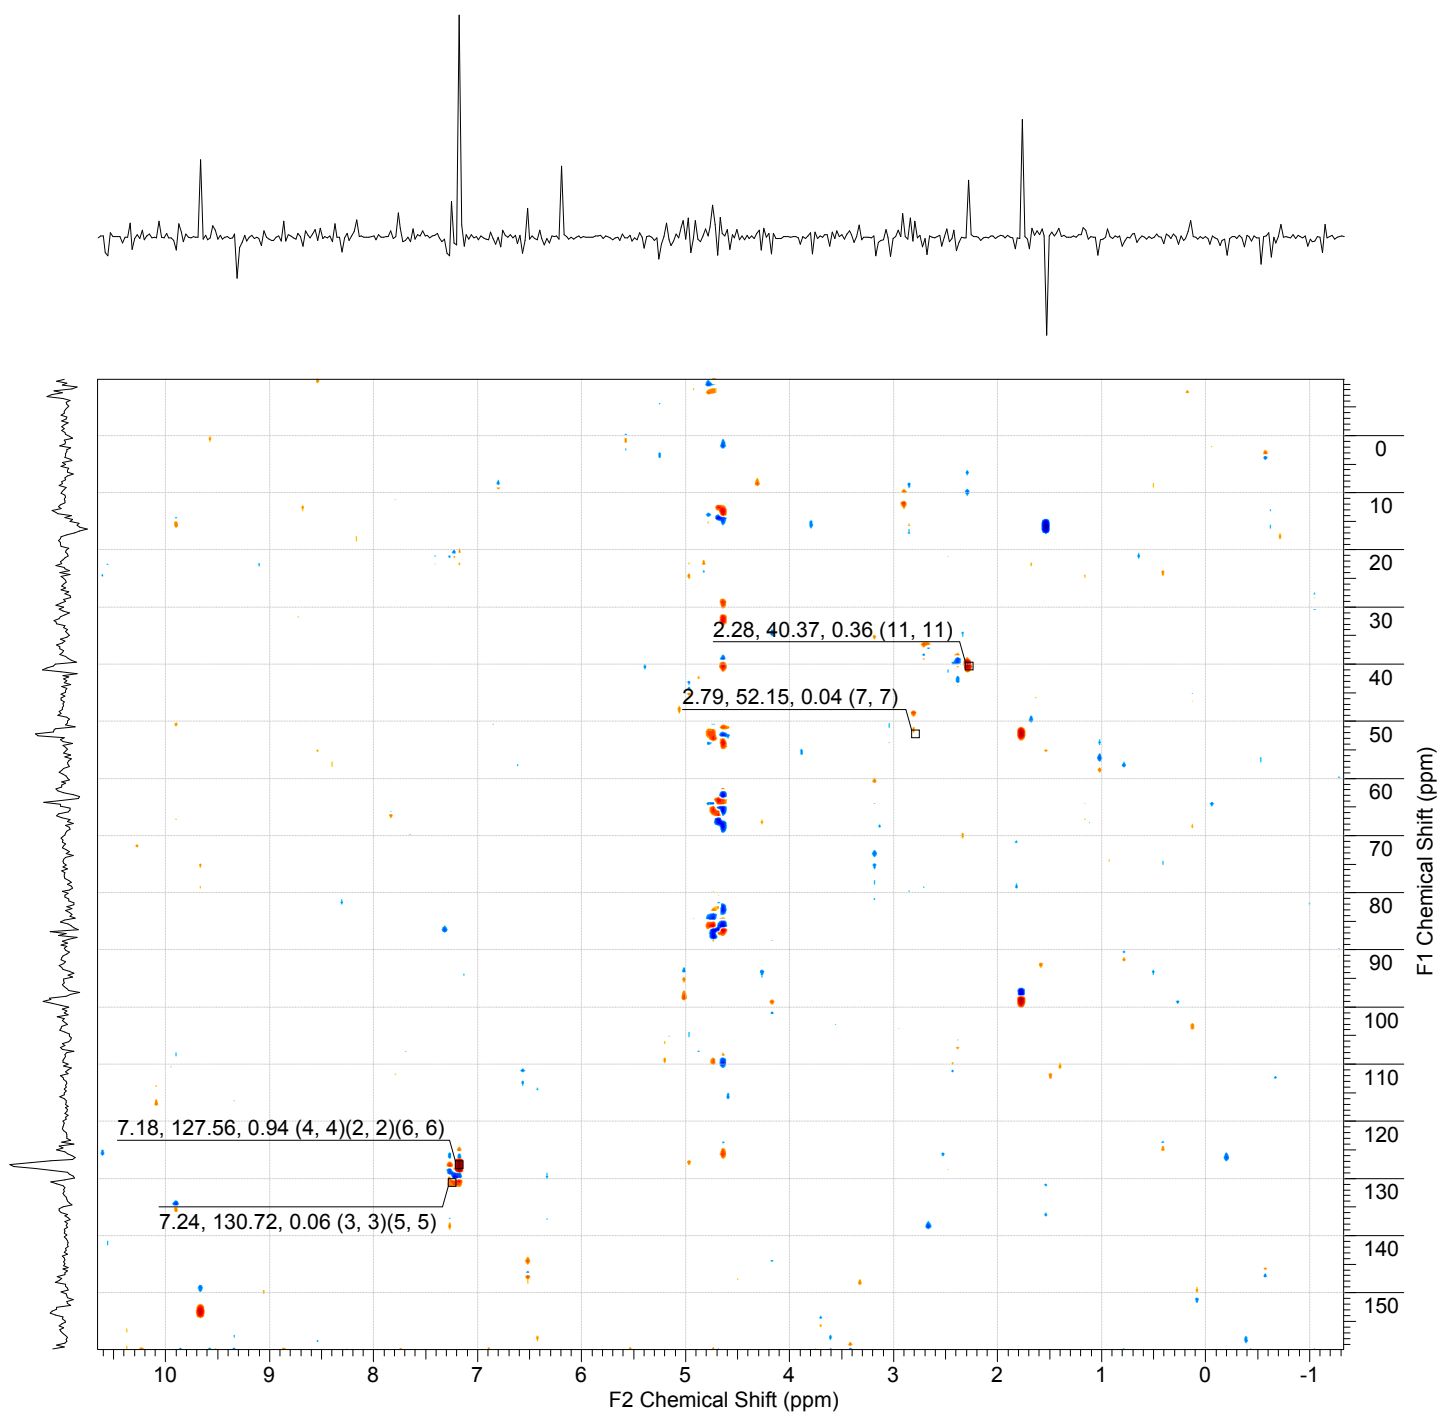 0
10
20
30
2.28, 40.37, 0.36 (11, 11)
40
2.79, 52.15, 0.04 (7, 7)
50
60
70
80
90
100
110
7.18, 127.56, 0.94 (4, 4)(2, 2)(6, 6)
120
130
7.24, 130.72, 0.06 (3, 3)(5, 5)
140
150
F1 Chemical Shift (ppm)
10 9 8 7 6 5 4 3 2 1 0 -1
F2 Chemical Shift (ppm)